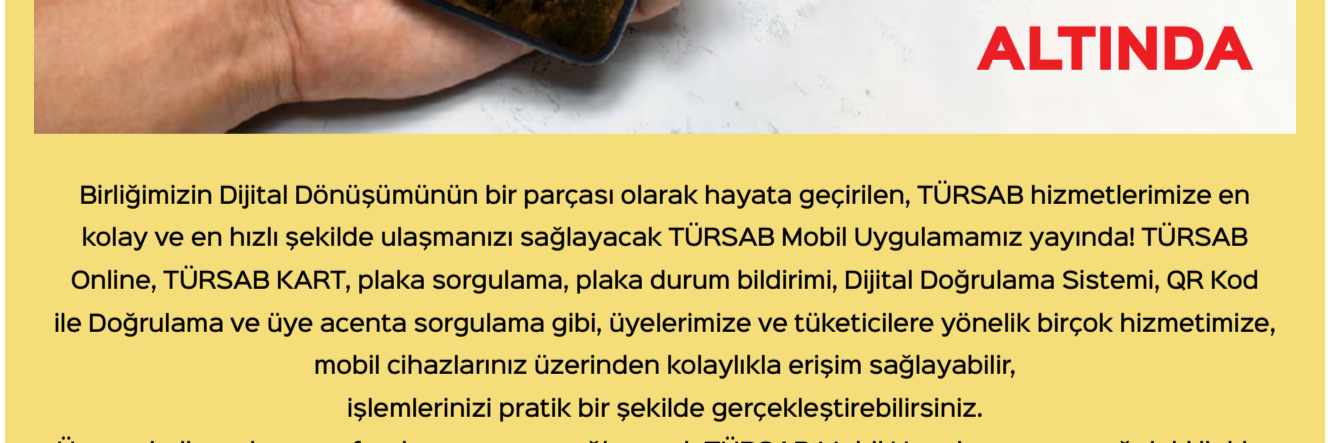 ALTINDA
Birliğimizin Dijital Dönüşümünün bir parçası olarak hayata geçirilen, TÜRSAB hizmetlerimize en
kolay ve en hızlı şekilde ulaşmanızı sağlayacak TÜRSAB Mobil Uygulamamız yayında! TÜRSAB
Online, TÜRSAB KART, plaka sorgulama, plaka durum bildirimi, Dijital Doğrulama Sistemi, QR Kod
ile Doğrulama ve üye acenta sorgulama gibi, üyelerimize ve tüketicilere yönelik birçok hizmetimize,
mobil cihazlarınız üzerinden kolaylıkla erişim sağlayabilir,
işlemlerinizi pratik bir şekilde gerçekleştirebilirsiniz.